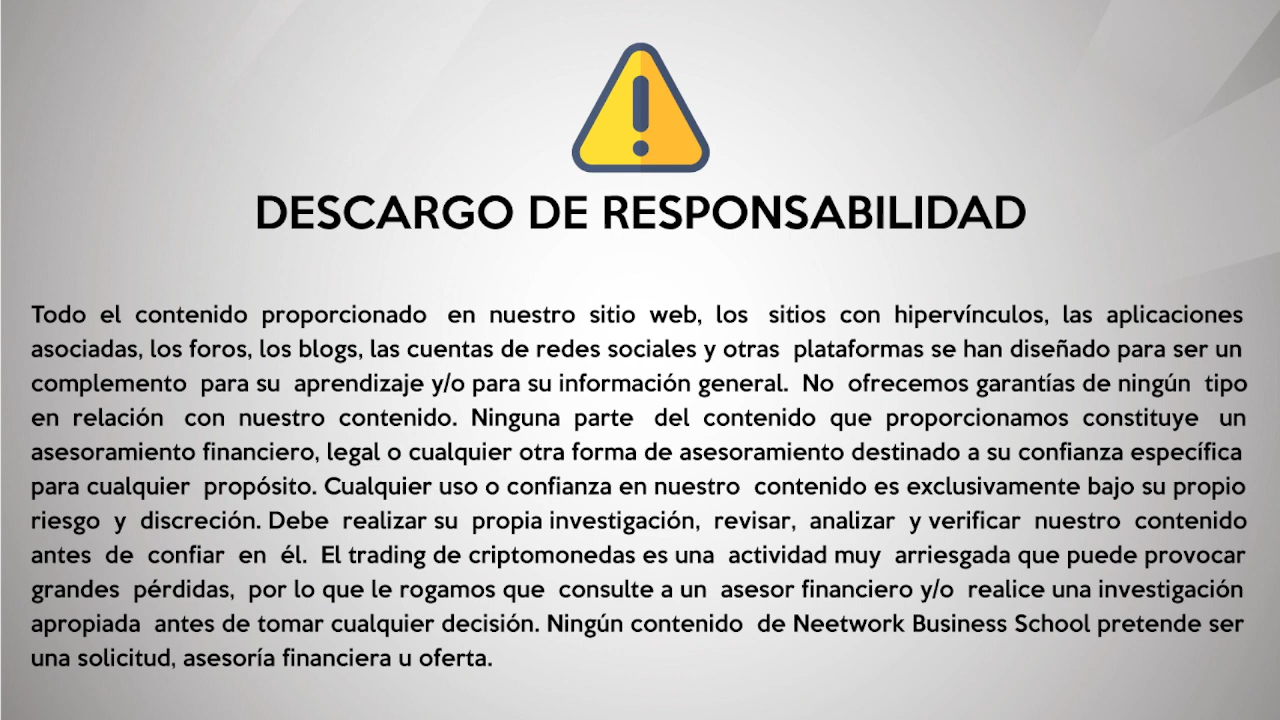 DESCARGO DE RESPONSABILIDAD
Todo el contenido proporcionado en nuestro sitio web, los sitios con hipervínculos, las aplicaciones
asociadas, los foros, los blogs, las cuentas de redes sociales y otras plataformas se han diseñado para ser un
complemento para su aprendizaje y/o para su información general. No ofrecemos garantías de ningún tipo
en relación con nuestro contenido. Ninguna parte del contenido que proporcionamos constituye un
asesoramiento financiero, legal o cualquier otra forma de asesoramiento destinado a su confianza específica
para cualquier propósito. Cualquier uso o confianza en nuestro contenido es exclusivamente bajo su propio
riesgo y discreción. Debe realizar su propia investigación, revisar, analizar y verificar nuestro contenido
antes de confiar en él. El trading de criptomonedas es una actividad muy arriesgada que puede provocar
grandes pérdidas, por lo que le rogamos que consulte a un asesor financiero y/o realice una investigación
apropiada antes de tomar cualquier decisión. Ningún contenido de Neetwork Business School pretende ser
una solicitud, asesoría financiera u oferta.